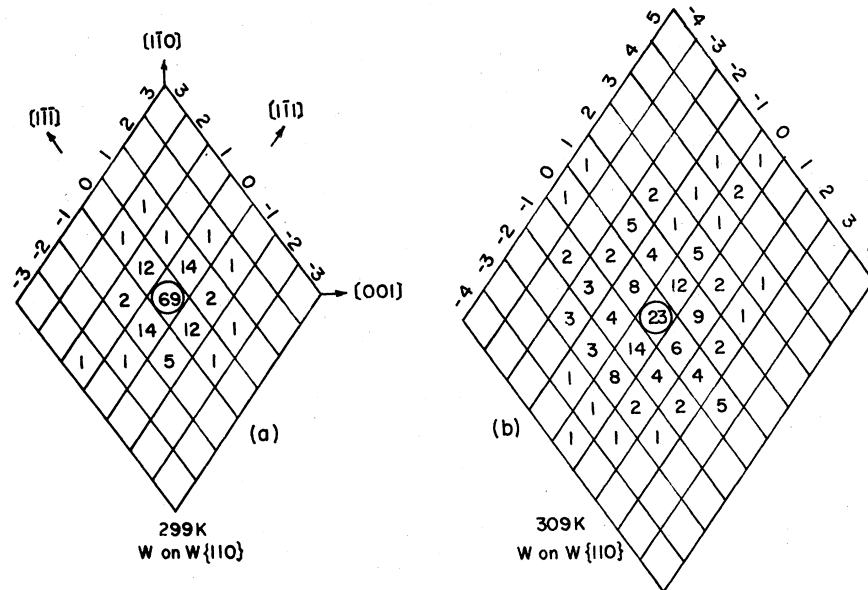 [11̄0]
[11̄1̄]
[11̄1]
[001]
3 2 1 0 -1 -2 -3
3 2 1 0 -1 -2 -3
1
1 1 1
12 14 1
2 69 2
14 12 1
1 1 5 1
(a)
299K
W on W{110}
5 4 3 2 1 0 -1 -2 -3 -4
-4 -3 -2 -1 0 1 2 3
1 1
1 1 2 1 2
5 1 1
2 2 4 5
3 8 12 2 1
3 4 23 9 1
3 14 6 2
1 8 4 4
1 2 2 5
1 1 1
(b)
309K
W on W{110}